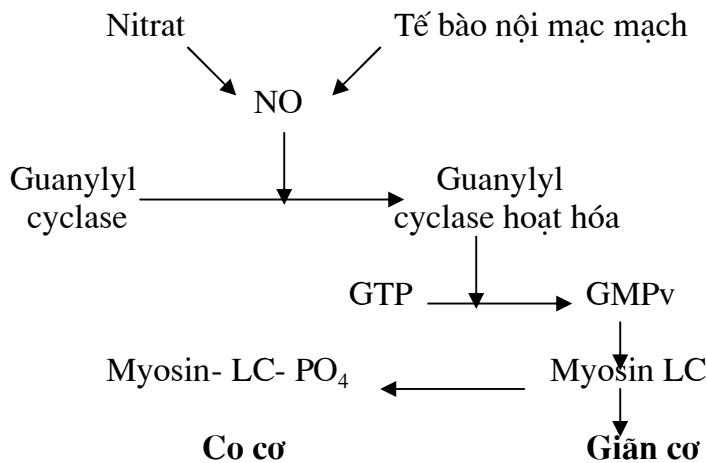 Nitrat Tế bào nội mạc mạch
NO
Guanylyl Guanylyl
cyclase cyclase hoạt hóa
GTP GMPv
Myosin- LC- PO₄ Myosin LC
Co cơ Giãn cơ